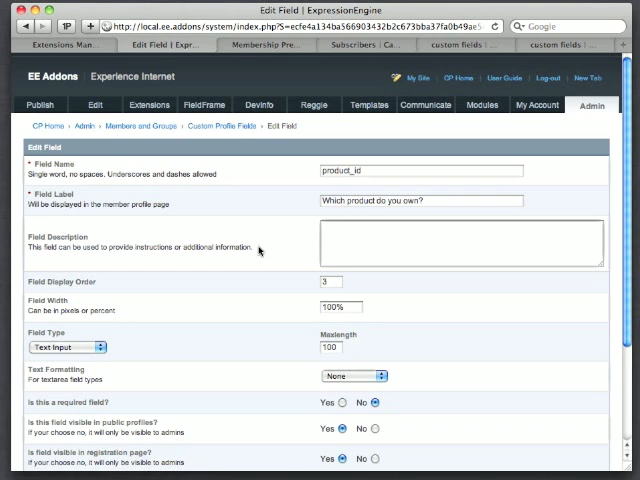 Edit Field | ExpressionEngine
1P
http://local.ee.addons/system/index.php?S=ecfe4a134ba566903432b2c673bba37fa0b49ae5
Google
Extensions Man... Edit Field | Expr... Membership Pre... Subscribers | Ca... custom fields | ... custom fields | ...
EE Addons | Experience Internet
My Site CP Home User Guide Log-out New Tab
Publish Edit Extensions FieldFrame DevInfo Reggie Templates Communicate Modules My Account Admin
CP Home › Admin › Members and Groups › Custom Profile Fields › Edit Field
Edit Field
* Field Name
Single word, no spaces. Underscores and dashes allowed
product_id
* Field Label
Will be displayed in the member profile page
Which product do you own?
Field Description
This field can be used to provide instructions or additional information.
Field Display Order
3
Field Width
Can be in pixels or percent
100%
Field Type
Text Input
Maxlength
100
Text Formatting
For textarea field types
None
Is this a required field?
Yes No
Is this field visible in public profiles?
If your choose no, it will only be visible to admins
Yes No
Is field visible in registration page?
If your choose no, it will only be visible to admins
Yes No